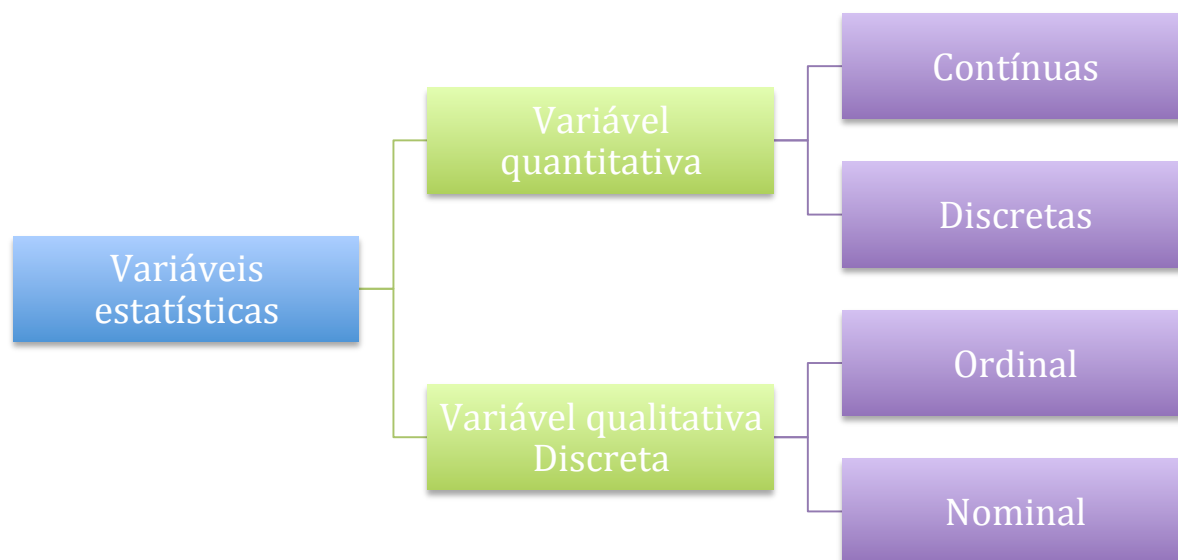 Variáveis
estatísticas
Variável
quantitativa
Contínuas
Discretas
Variável qualitativa
Discreta
Ordinal
Nominal